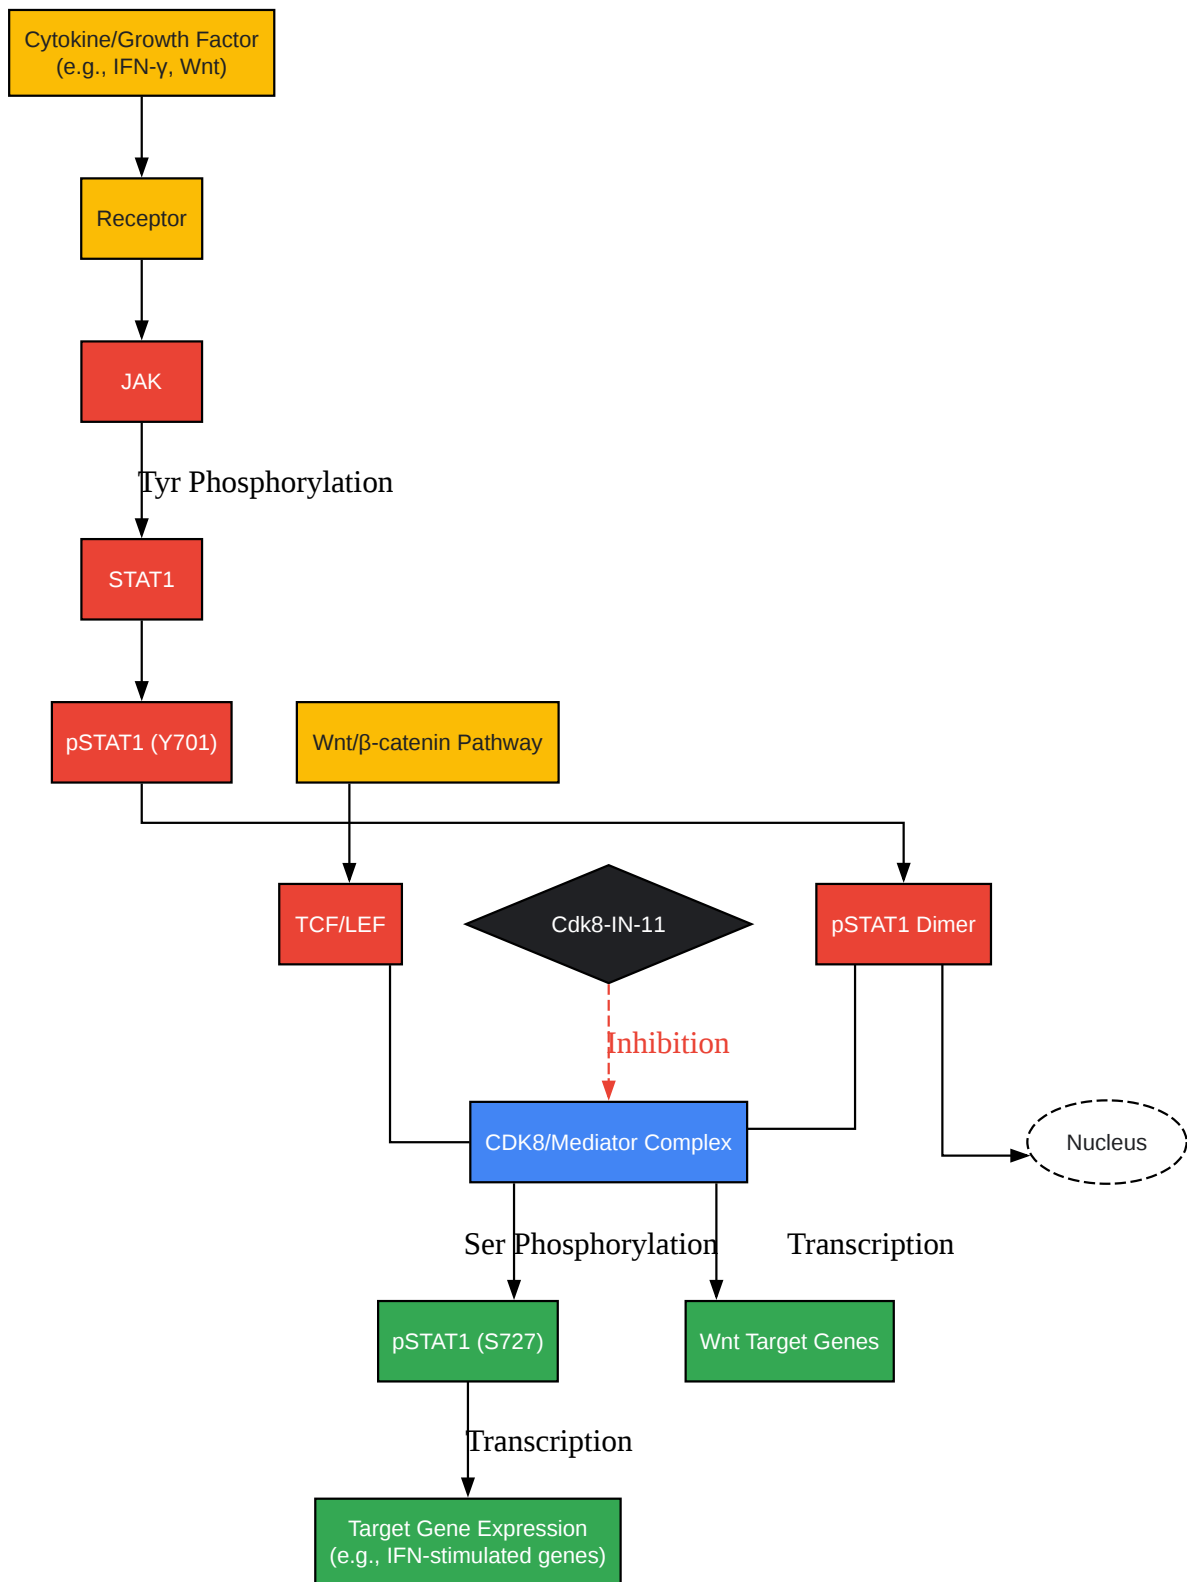 Cytokine/Growth Factor
(e.g., IFN-γ, Wnt)
Receptor
JAK
Tyr Phosphorylation
STAT1
pSTAT1 (Y701)
Wnt/β-catenin Pathway
TCF/LEF
Cdk8-IN-11
pSTAT1 Dimer
Inhibition
CDK8/Mediator Complex
Nucleus
Ser Phosphorylation
Transcription
pSTAT1 (S727)
Wnt Target Genes
Transcription
Target Gene Expression
(e.g., IFN-stimulated genes)